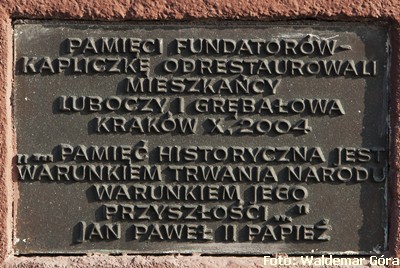 PAMIĘCI FUNDATORÓW-
KAPLICZKĘ ODRESTAUROWALI
MIESZKAŃCY
LUBOCZY I GRĘBAŁOWA
KRAKÓW X. 2004
„... PAMIĘĆ HISTORYCZNA JEST
WARUNKIEM TRWANIA NARODU
WARUNKIEM JEGO
PRZYSZŁOŚCI..."
JAN PAWEŁ II PAPIEŻ
Foto: Waldemar Góra